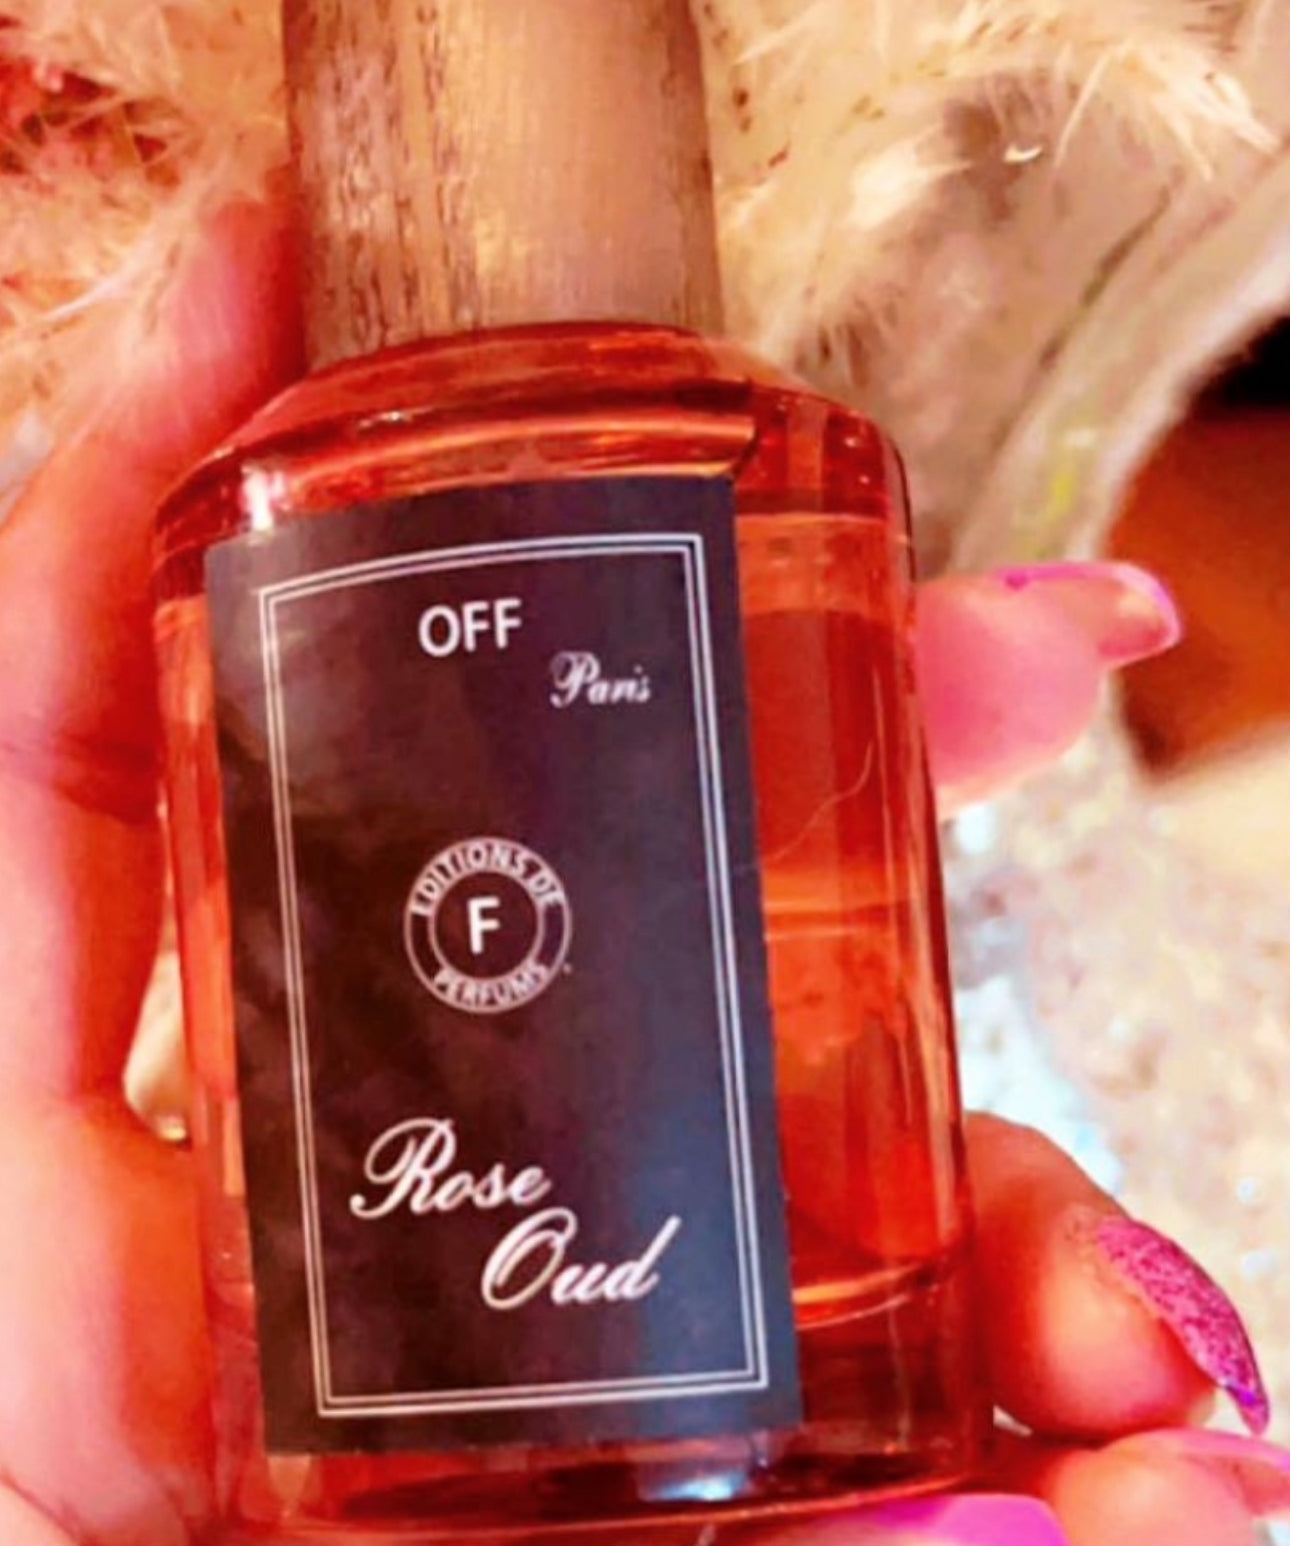 OFF
Paris
EDITIONS DE
F
PERFUMS
Rose
Oud